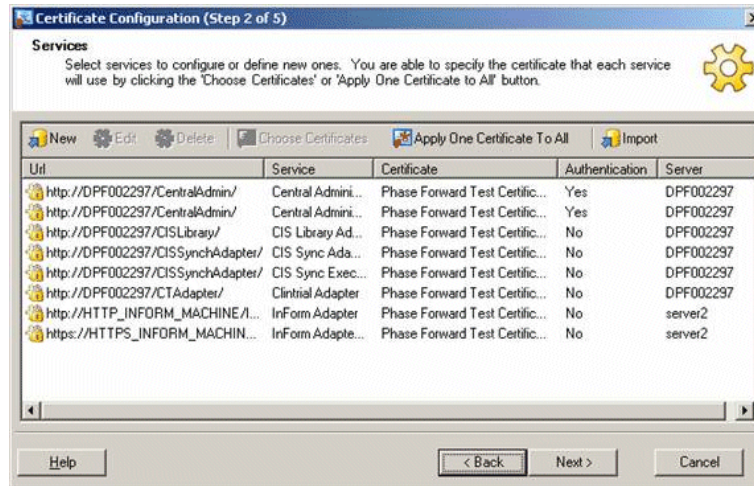 Certificate Configuration (Step 2 of 5)
Services
Select services to configure or define new ones. You are able to specify the certificate that each service
will use by clicking the 'Choose Certificates' or 'Apply One Certificate to All' button.
New Edit Delete Choose Certificates Apply One Certificate To All Import
Url Service Certificate Authentication Server
http://DPF002297/CentralAdmin/ Central Admini... Phase Forward Test Certific... Yes DPF002297
http://DPF002297/CentralAdmin/ Central Admini... Phase Forward Test Certific... Yes DPF002297
http://DPF002297/CISLibrary/ CIS Library Ad... Phase Forward Test Certific... No DPF002297
http://DPF002297/CISSynchAdapter/ CIS Sync Ada... Phase Forward Test Certific... No DPF002297
http://DPF002297/CISSynchAdapter/ CIS Sync Exec... Phase Forward Test Certific... No DPF002297
http://DPF002297/CTAdapter/ Clintrial Adapter Phase Forward Test Certific... No DPF002297
http://HTTP_INFORM_MACHINE/I... InForm Adapter Phase Forward Test Certific... No server2
https://HTTPS_INFORM_MACHIN... InForm Adapte... Phase Forward Test Certific... No server2
Help < Back Next > Cancel